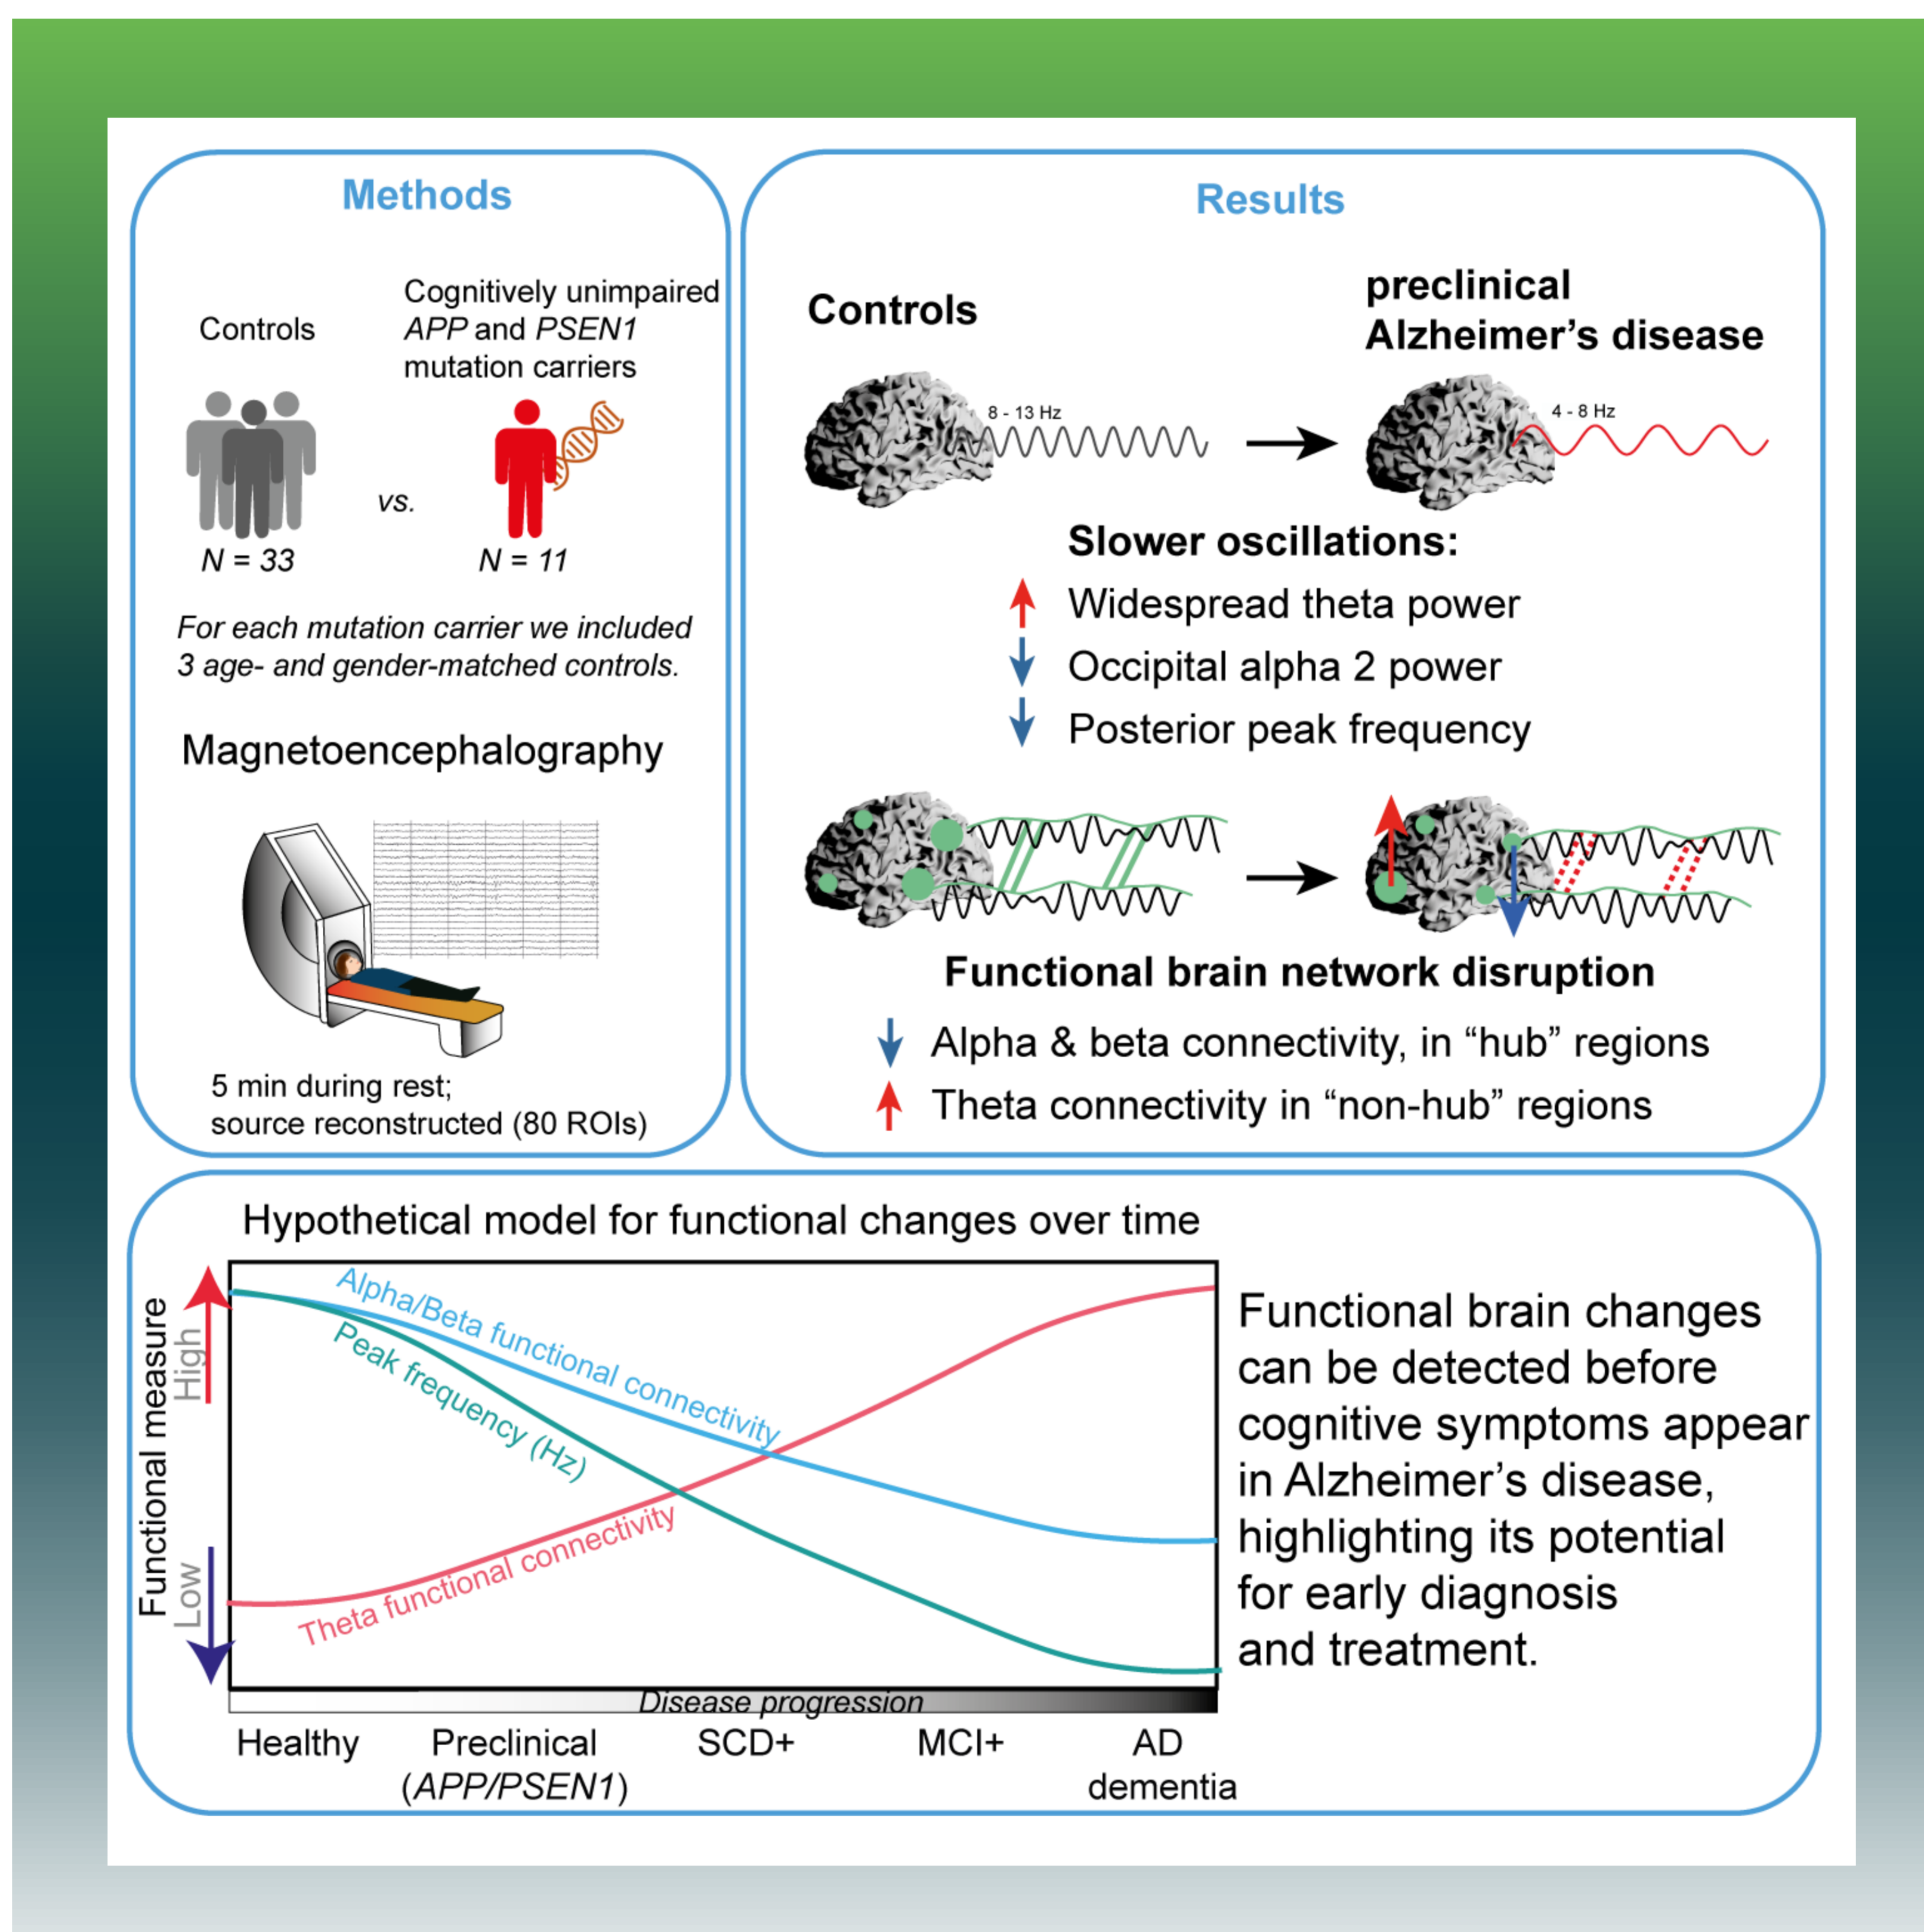 Methods
Controls
Cognitively unimpaired
APP and PSEN1
mutation carriers
vs.
N = 33
N = 11
For each mutation carrier we included
3 age- and gender-matched controls.
Magnetoencephalography
5 min during rest;
source reconstructed (80 ROIs)
Results
Controls
preclinical
Alzheimer’s disease
8 - 13 Hz
4 - 8 Hz
Slower oscillations:
Widespread theta power
Occipital alpha 2 power
Posterior peak frequency
Functional brain network disruption
Alpha & beta connectivity, in “hub” regions
Theta connectivity in “non-hub” regions
Hypothetical model for functional changes over time
Functional measure
High
Low
Alpha/Beta functional connectivity
Peak frequency (Hz)
Theta functional connectivity
Disease progression
Healthy
Preclinical
(APP/PSEN1)
SCD+
MCI+
AD
dementia
Functional brain changes
can be detected before
cognitive symptoms appear
in Alzheimer’s disease,
highlighting its potential
for early diagnosis
and treatment.